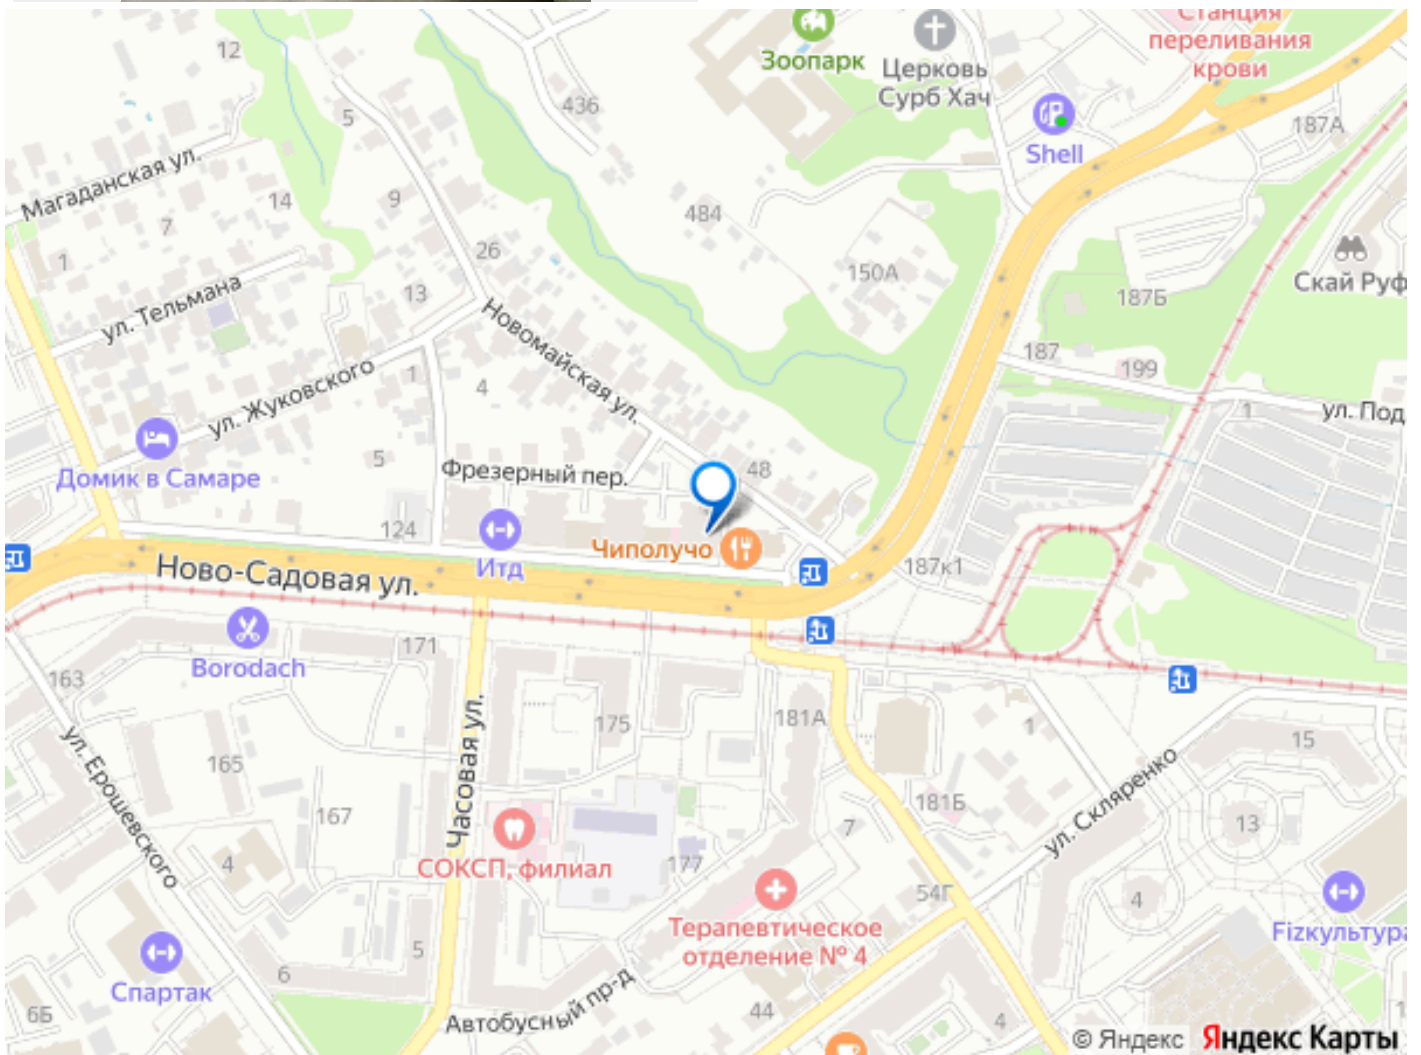 Станция
переливания
крови
12
Зоопарк
Церковь
Сурб Хач
436
5
Shell
187А
Магаданская ул.
14
9
7
484
1
26
150А
Скай Руф
ул. Тельмана
13
187Б
Новомайская ул.
187
199
ул. Жуковского
1
4
1
ул. Под
Домик в Самаре
5
Фрезерный пер.
48
124
Итд
Чиполучо
187к1
Ново-Садовая ул.
Borodach
171
163
175
181А
1
15
ул. Ерошевского
165
Часовая ул.
ул. Скляренко
167
181Б
13
7
4
СОКСП, филиал
177
54Г
4
Терапевтическое
отделение № 4
Fizкультура
Спартак
5
6
6Б
Автобусный пр-д
44
4
© Яндекс Яндекс Карты